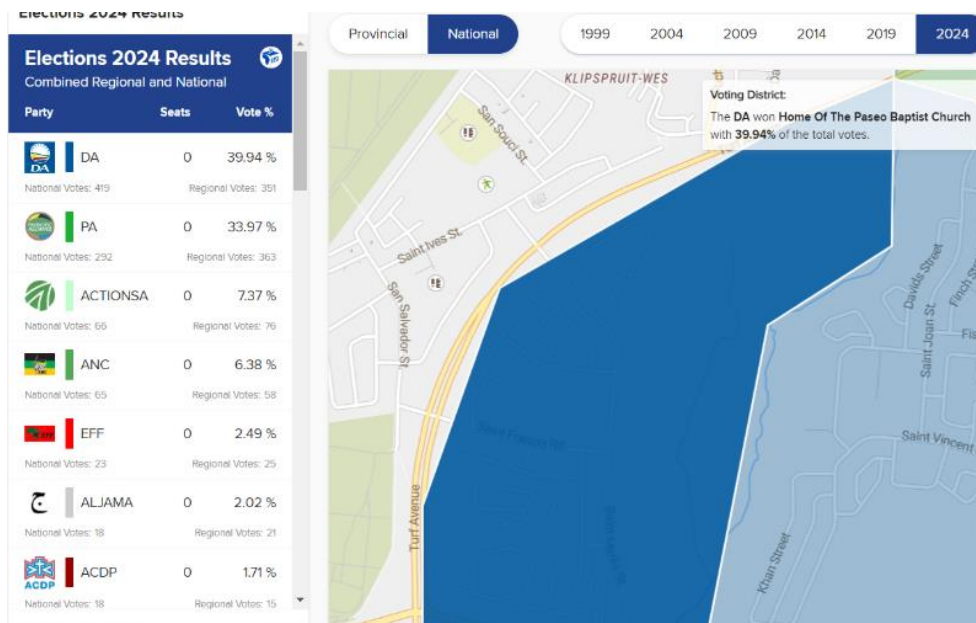 Elections 2024 Results
Elections 2024 Results
Combined Regional and National
Party Seats Vote %
DA DA 0 39.94 %
National Votes: 419 Regional Votes: 351
PA 0 33.97 %
National Votes: 292 Regional Votes: 363
ACTIONSA 0 7.37 %
National Votes: 66 Regional Votes: 76
ANC 0 6.38 %
National Votes: 65 Regional Votes: 58
EFF 0 2.49 %
National Votes: 23 Regional Votes: 25
ج ALJAMA 0 2.02 %
National Votes: 18 Regional Votes: 21
ACDP ACDP 0 1.71 %
National Votes: 18 Regional Votes: 15
Provincial National 1999 2004 2009 2014 2019 2024
KLIPSPRUIT-WES
Voting District:
The DA won Home Of The Paseo Baptist Church
with 39.94% of the total votes.
San Souci St.
Saint Ives St.
San Salvador St.
Turf Avenue
Davids Street
Finch
Saint Joan St.
Saint Vincent
Khan Street